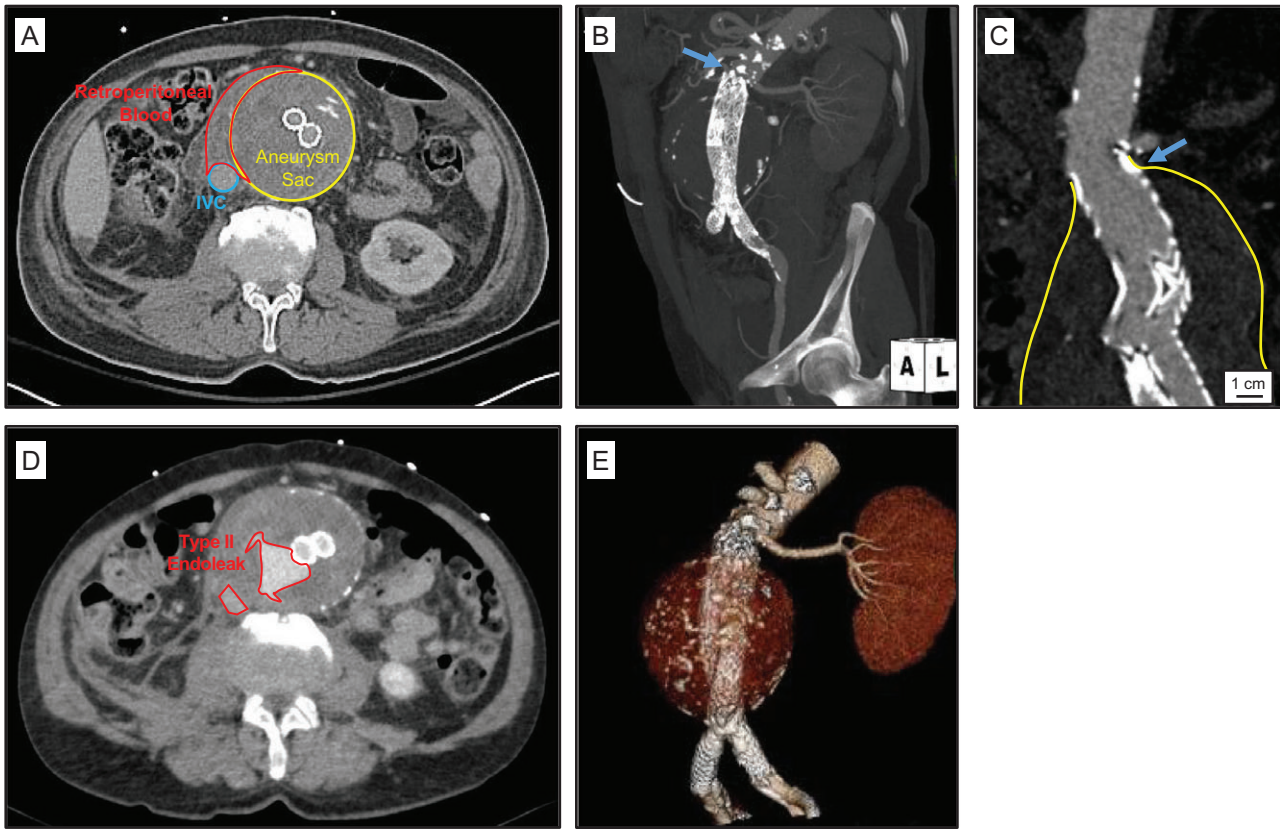 A
Retroperitoneal
Blood
Aneurysm
Sac
IVC
B
A L
C
1 cm
D
Type II
Endoleak
E